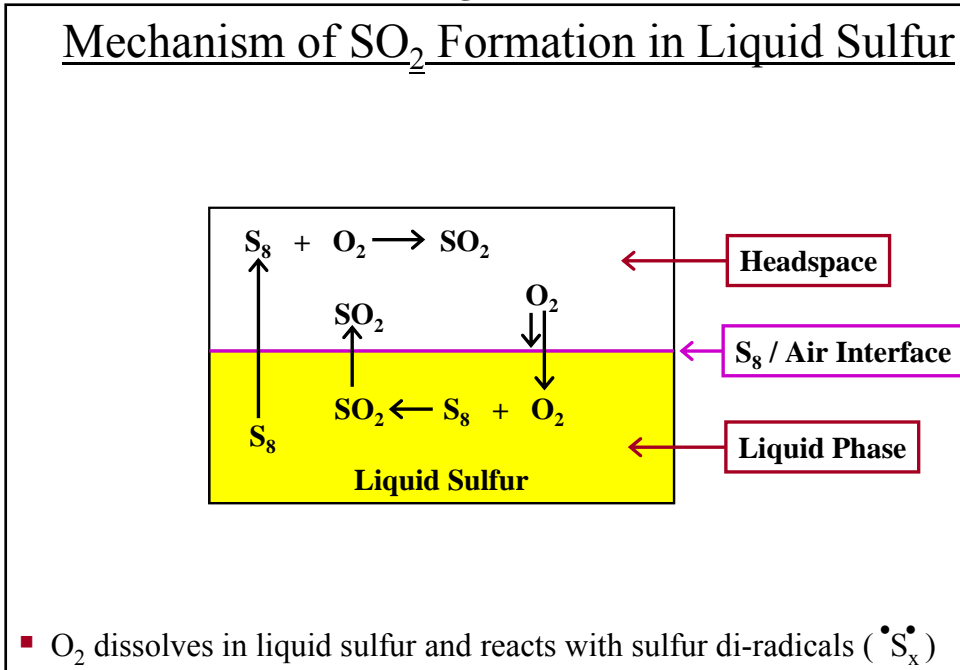 Mechanism of SO₂ Formation in Liquid Sulfur
S₈ + O₂ → SO₂
Headspace
O₂
SO₂
S₈ / Air Interface
SO₂ ← S₈ + O₂
S₈
Liquid Phase
Liquid Sulfur
▪ O₂ dissolves in liquid sulfur and reacts with sulfur di-radicals ( •Sₓ• )